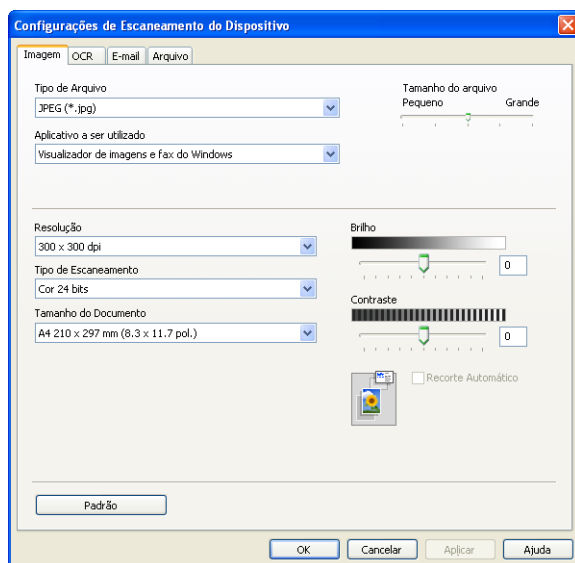 Configurações de Escaneamento do Dispositivo
Imagem OCR E-mail Arquivo
Tipo de Arquivo
JPEG (*.jpg)
Tamanho do arquivo
Pequeno Grande
Aplicativo a ser utilizado
Visualizador de imagens e fax do Windows
Resolução
300 x 300 dpi
Tipo de Escaneamento
Cor 24 bits
Tamanho do Documento
A4 210 x 297 mm (8.3 x 11.7 pol.)
Brilho
0
Contraste
0
Recorte Automático
Padrão
OK Cancelar Aplicar Ajuda